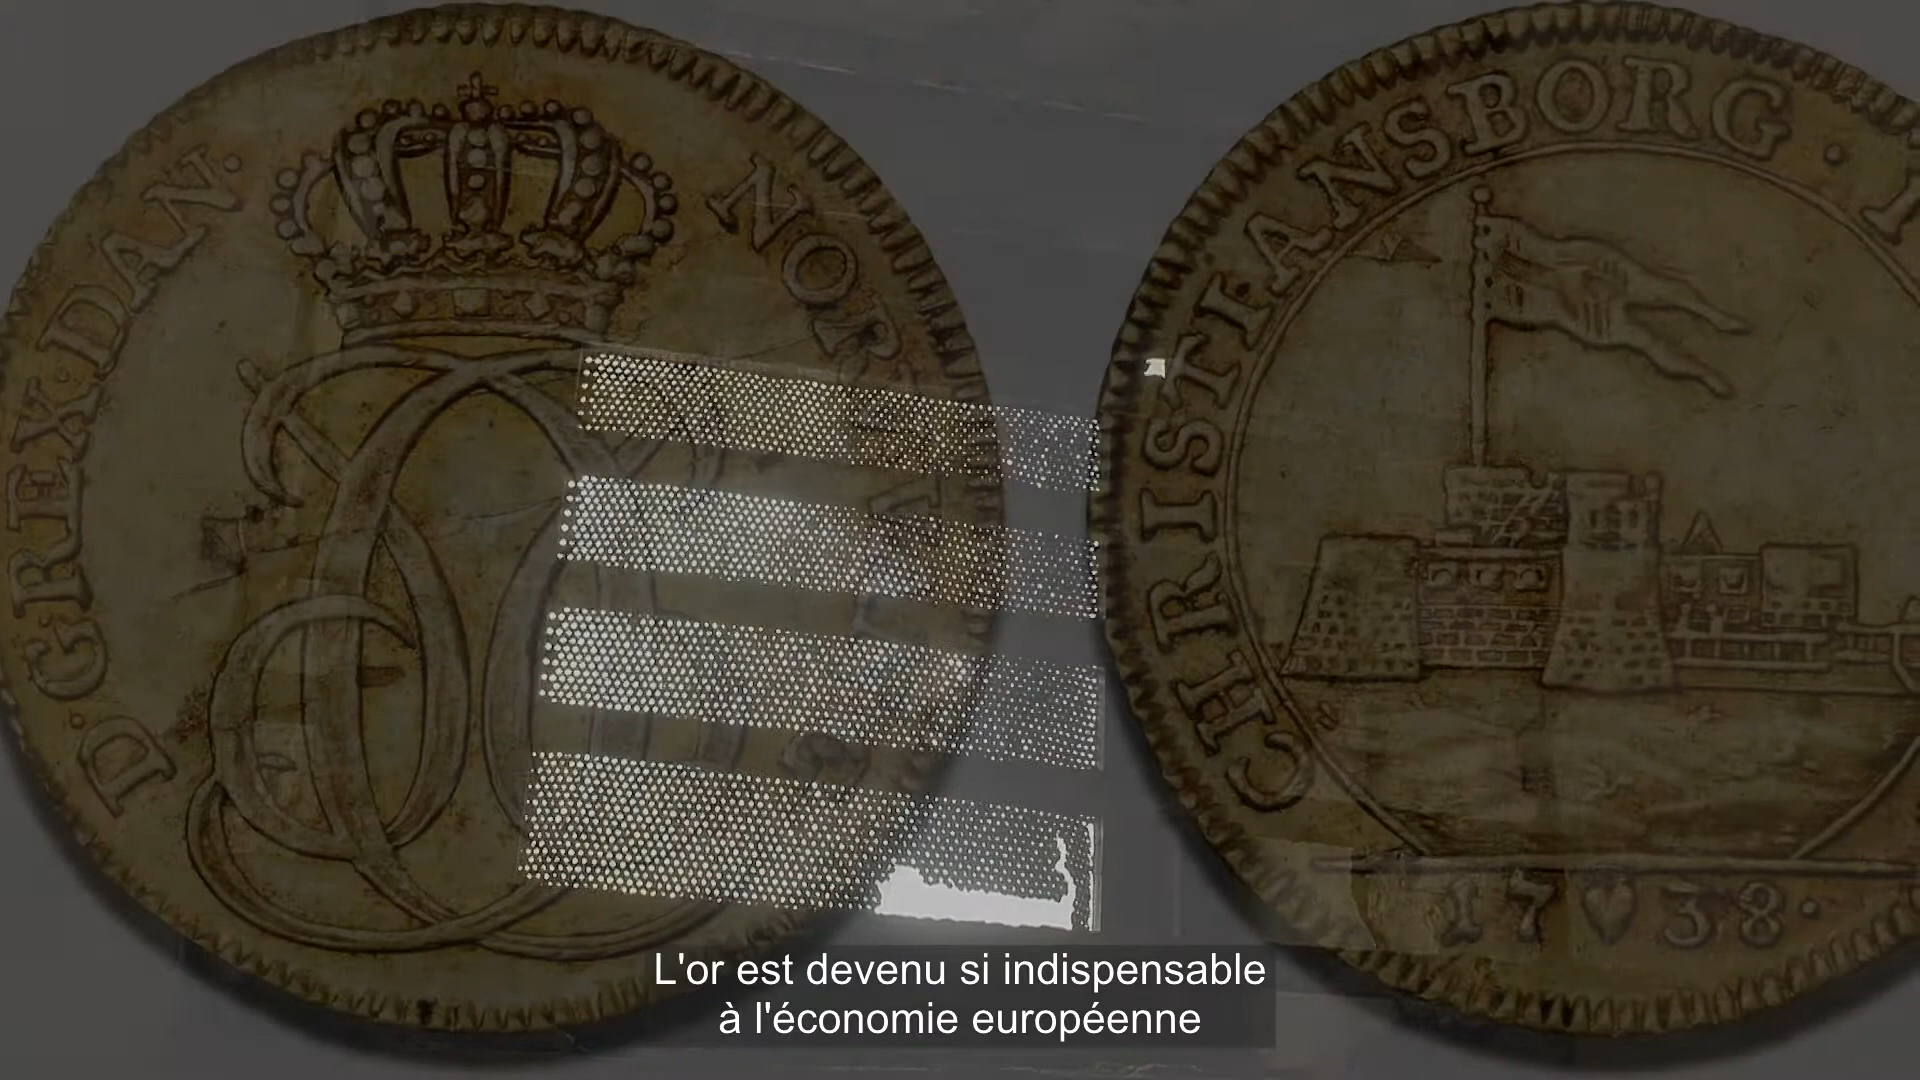 D·G·REX·DAN·
NOR
CHRISTIANSBORG·
17 38·
L'or est devenu si indispensable
à l'économie européenne